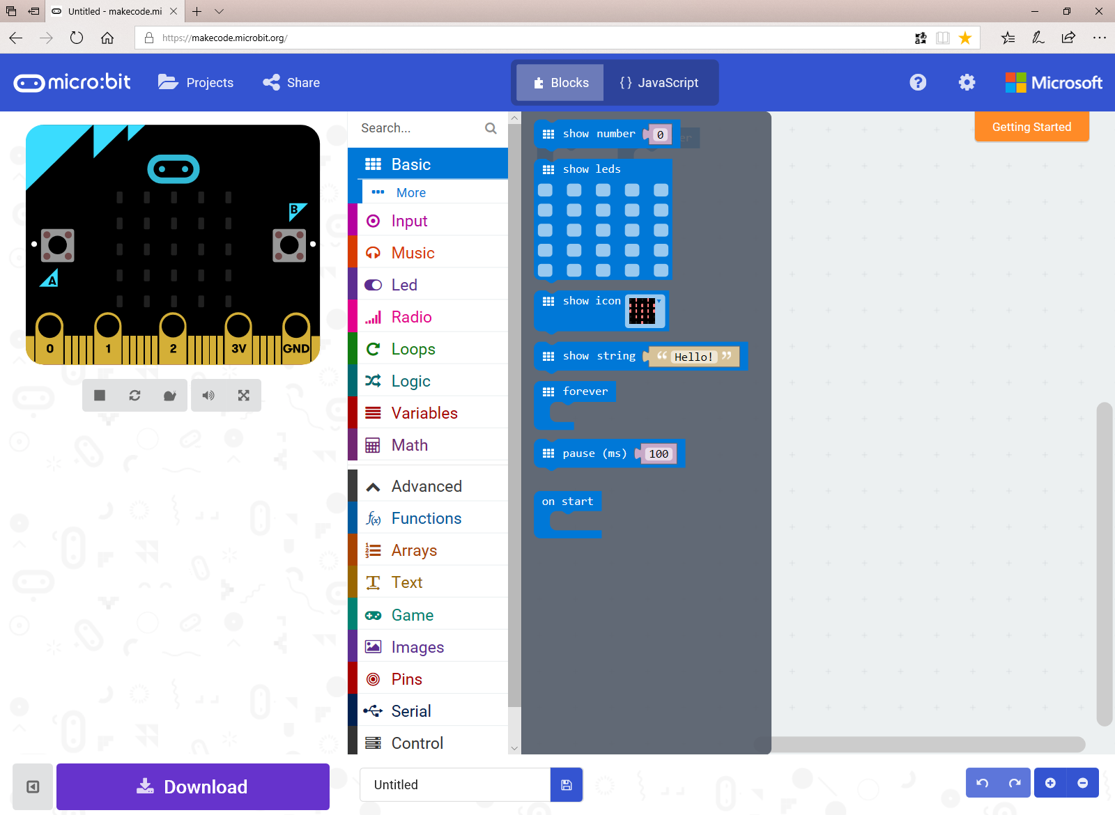 Untitled - makecode.mi
https://makecode.microbit.org/
micro:bit
Projects
Share
Blocks
{} JavaScript
?
Microsoft
Search...
Getting Started
Basic
More
Input
Music
Led
Radio
Loops
Logic
Variables
Math
Advanced
f(x) Functions
Arrays
Text
Game
Images
Pins
Serial
Control
show number 0
show leds
show icon
show string “ Hello! ”
forever
pause (ms) 100
on start
B
A
0 1 2 3V GND
Download
Untitled